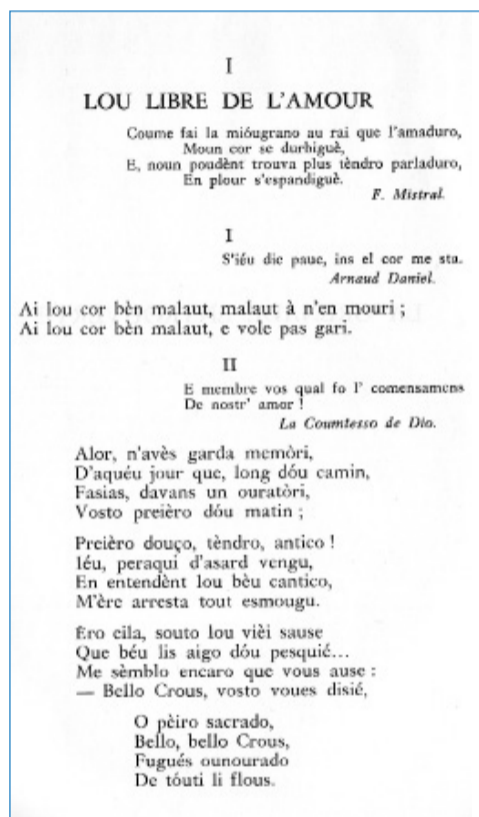 I
LOU LIBRE DE L'AMOUR
Coume fai la mióugrano au rai que l'amaduro,
Moun cor se durbiguè,
E, noun poudènt trouva plus tèndro parladuro,
En plour s'espandiguè.
F. Mistral.
I
S'iéu dic pauc, ins el cor me sta.
Arnaud Daniel.
Ai lou cor bèn malaut, malaut à n'en mouri ;
Ai lou cor bèn malaut, e vole pas gari.
II
E membre vos qual fo l' comensamens
De nostr' amor !
La Coumtesso de Dio.
Alor, n'avès garda memòri,
D'aquéu jour que, long dóu camin,
Fasias, davans un ouratòri,
Vosto preièro dóu matin ;
Preièro douço, tèndro, antico !
Iéu, peraqui d'asard vengu,
En entendènt lou bèu cantico,
M'ère arresta tout esmougu.
Èro eila, souto lou vièi sause
Que béu lis aigo dóu pesquié...
Me sèmblo encaro que vous ause :
— Bello Crous, vosto voues disié,
O pèiro sacrado,
Bello, bello Crous,
Fugués ounourado
De tóuti li flous.